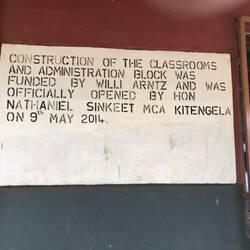 CONSTRUCTION OF THE CLASSROOMS
AND ADMINISTRATION BLOCK WAS
FUNDED BY WILLI ARNTZ AND WAS
OFFICIALLY OPENED BY HON
NATHANIEL SINKEET MCA KITENGELA
ON 9th MAY 2014.